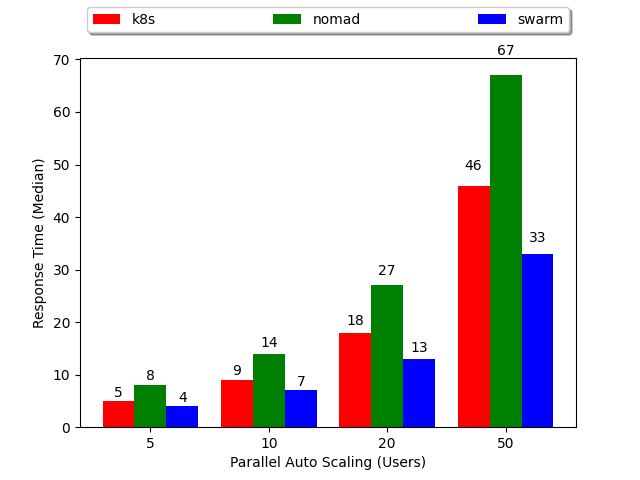 k8s nomad swarm
70
60
50
40
30
20
10
0
Response Time (Median)
5 8 4
9 14 7
18 27 13
46 67 33
5 10 20 50
Parallel Auto Scaling (Users)